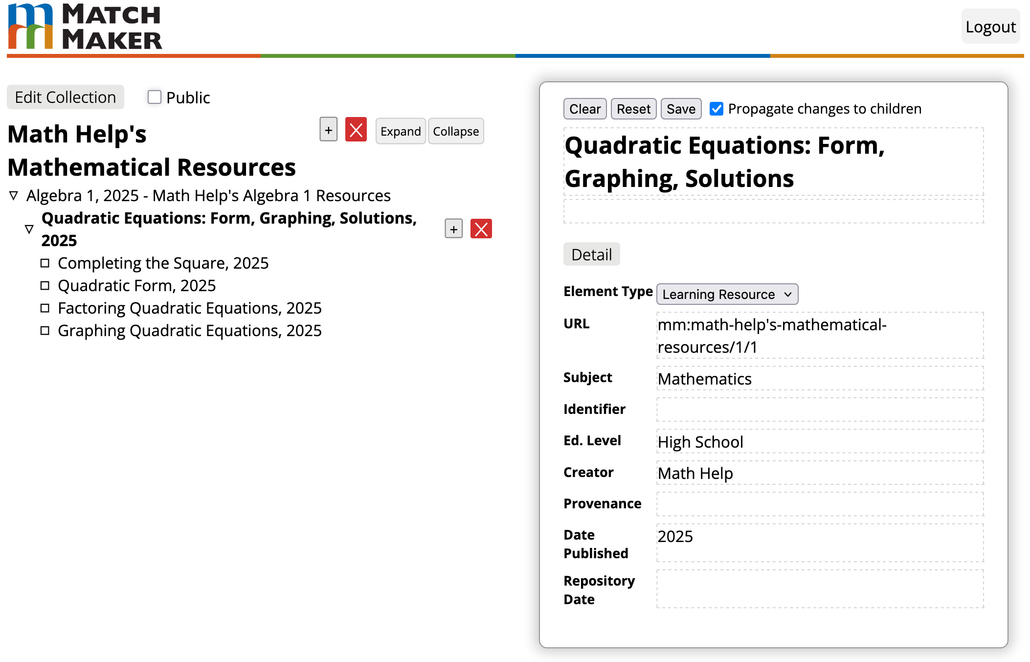 MATCH
MAKER
Logout
Edit Collection
Public
Math Help's
Mathematical Resources
+
Expand
Collapse
Algebra 1, 2025 - Math Help's Algebra 1 Resources
Quadratic Equations: Form, Graphing, Solutions,
2025
+
Completing the Square, 2025
Quadratic Form, 2025
Factoring Quadratic Equations, 2025
Graphing Quadratic Equations, 2025
Clear Reset Save Propagate changes to children
Quadratic Equations: Form,
Graphing, Solutions
Detail
Element Type Learning Resource
URL mm:math-help's-mathematical-
resources/1/1
Subject Mathematics
Identifier
Ed. Level High School
Creator Math Help
Provenance
Date 2025
Published
Repository
Date